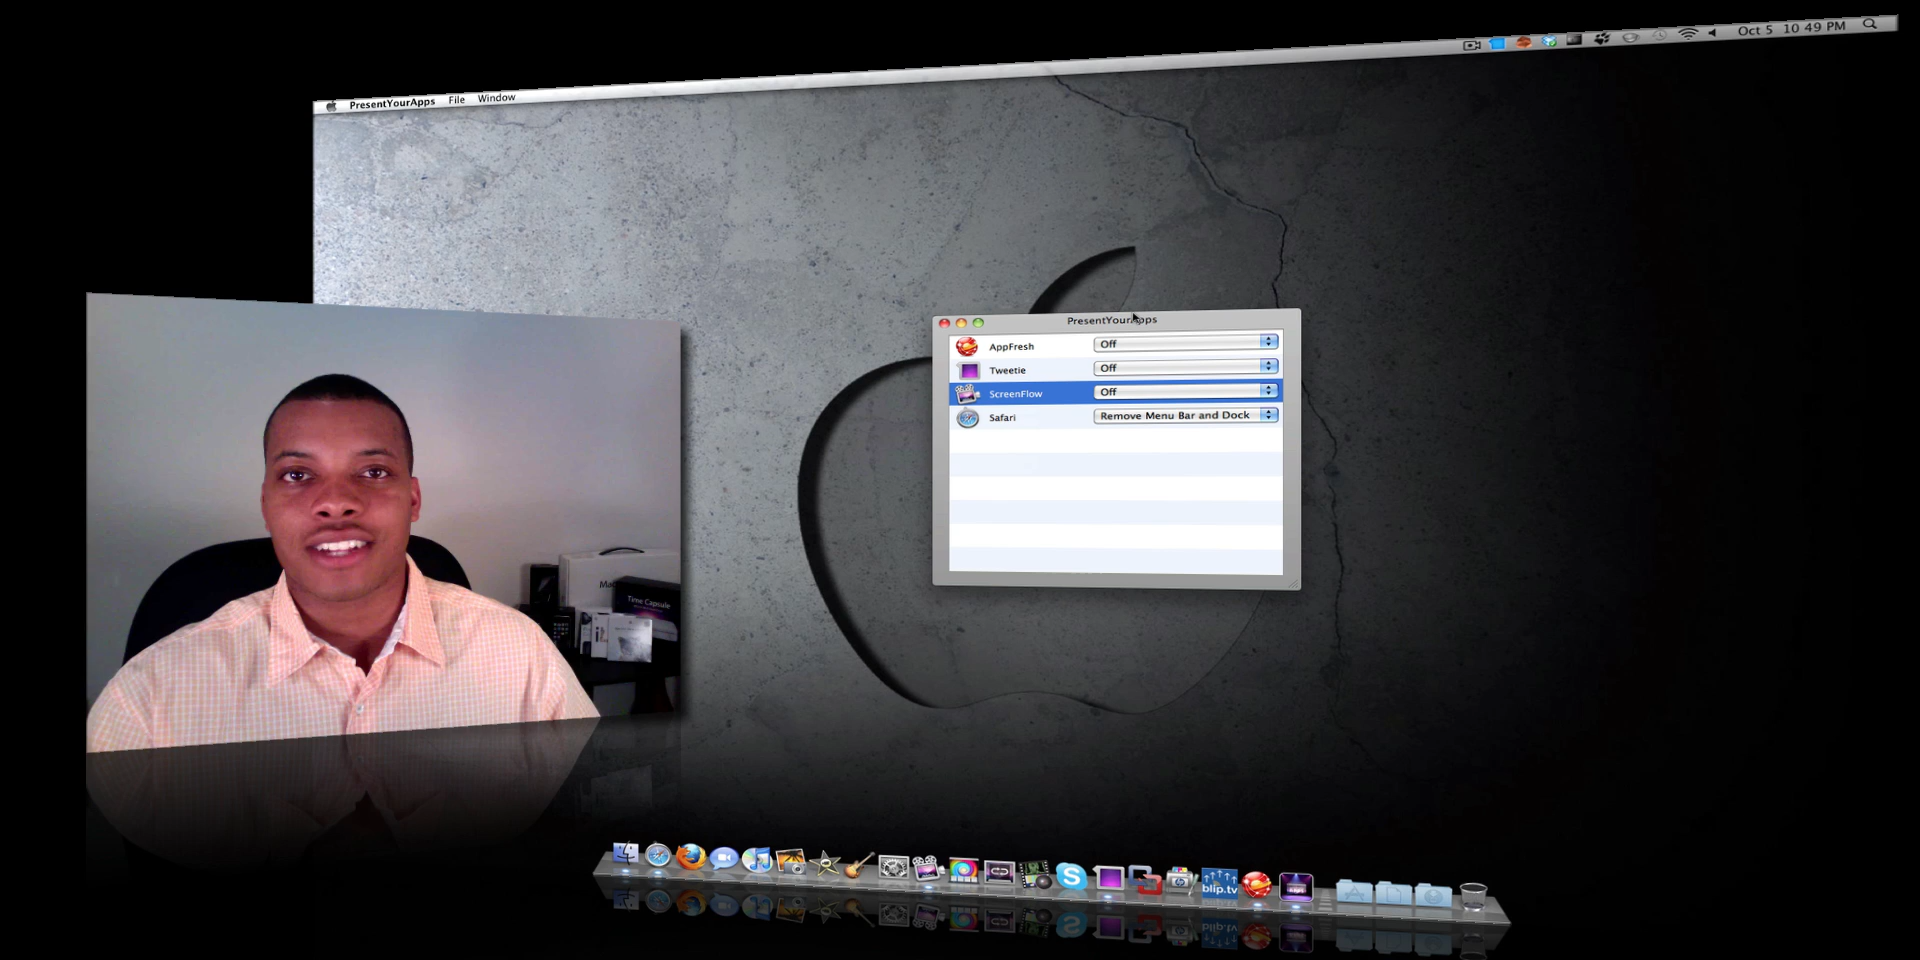 PresentYourApps File Window
Oct 5 10 49 PM
PresentYourApps
AppFresh Off
Tweetie Off
ScreenFlow Off
Safari Remove Menu Bar and Dock
Time Capsule
blip.tv